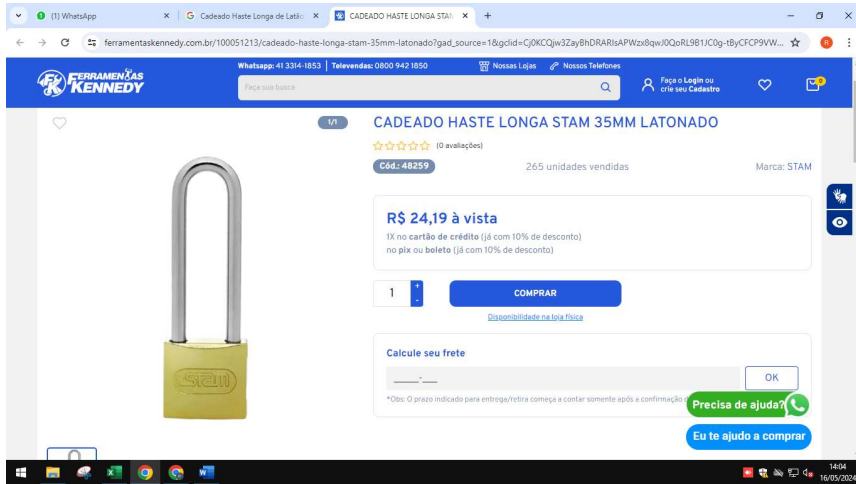 (1) WhatsApp
Cadeado Haste Longa de Latão
CADEADO HASTE LONGA STAM
ferramentaskennedy.com.br/100051213/cadeado-haste-longa-stam-35mm-latonado?gad_source=1&gclid=Cj0KCQjw3ZayBhDRARIsAPWzx8qwJ0QoRL9B1JC0g-tByCFCP9VW...
R
Whatsapp: 41 3314-1853 | Televendas: 0800 942 1850
Nossas Lojas
Nossos Telefones
FERRAMENTAS
KENNEDY
Faça sua busca
Faça o Login ou
crie seu Cadastro
0
1/1
CADEADO HASTE LONGA STAM 35MM LATONADO
(0 avaliações)
Cód.: 48259
265 unidades vendidas
Marca: STAM
R$ 24,19 à vista
1X no cartão de crédito (já com 10% de desconto)
no pix ou boleto (já com 10% de desconto)
1
+
-
COMPRAR
Disponibilidade na loja física
Stam
Calcule seu frete
_____-___
OK
*Obs: O prazo indicado para entrega/retira começa a contar somente após a confirmação
Precisa de ajuda?
Eu te ajudo a comprar
14:04
16/05/2024